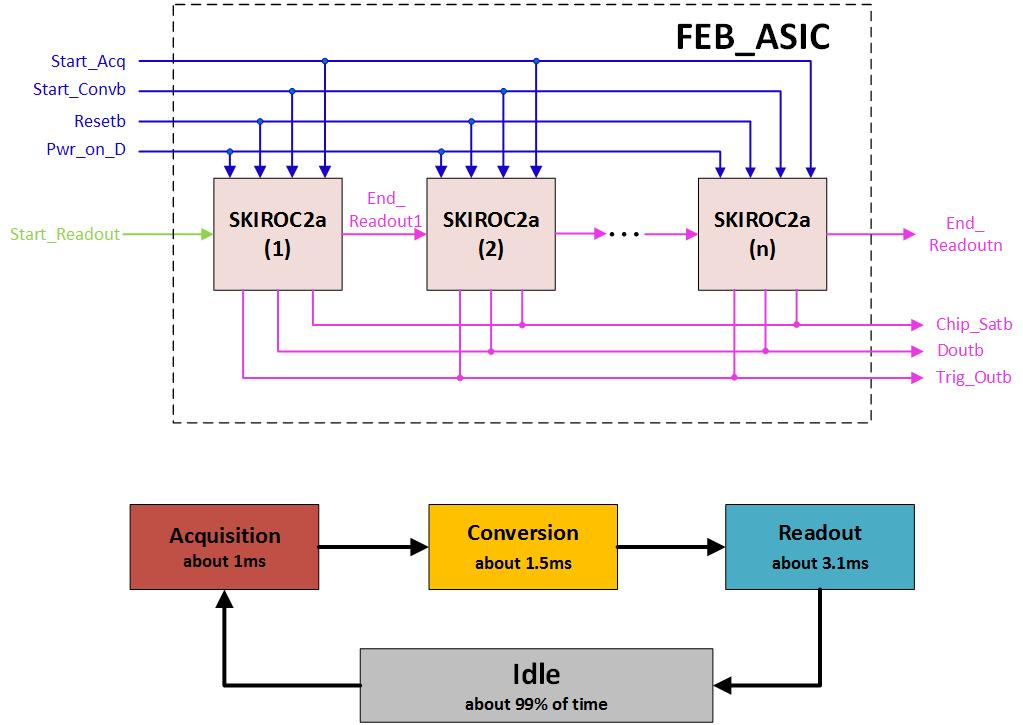 FEB_ASIC
Start_Acq
Start_Convb
Resetb
Pwr_on_D
Start_Readout
SKIROC2a
(1)
End_
Readout1
SKIROC2a
(2)
...
SKIROC2a
(n)
End_
Readoutn
Chip_Satb
Doutb
Trig_Outb
Acquisition
about 1ms
Conversion
about 1.5ms
Readout
about 3.1ms
Idle
about 99% of time